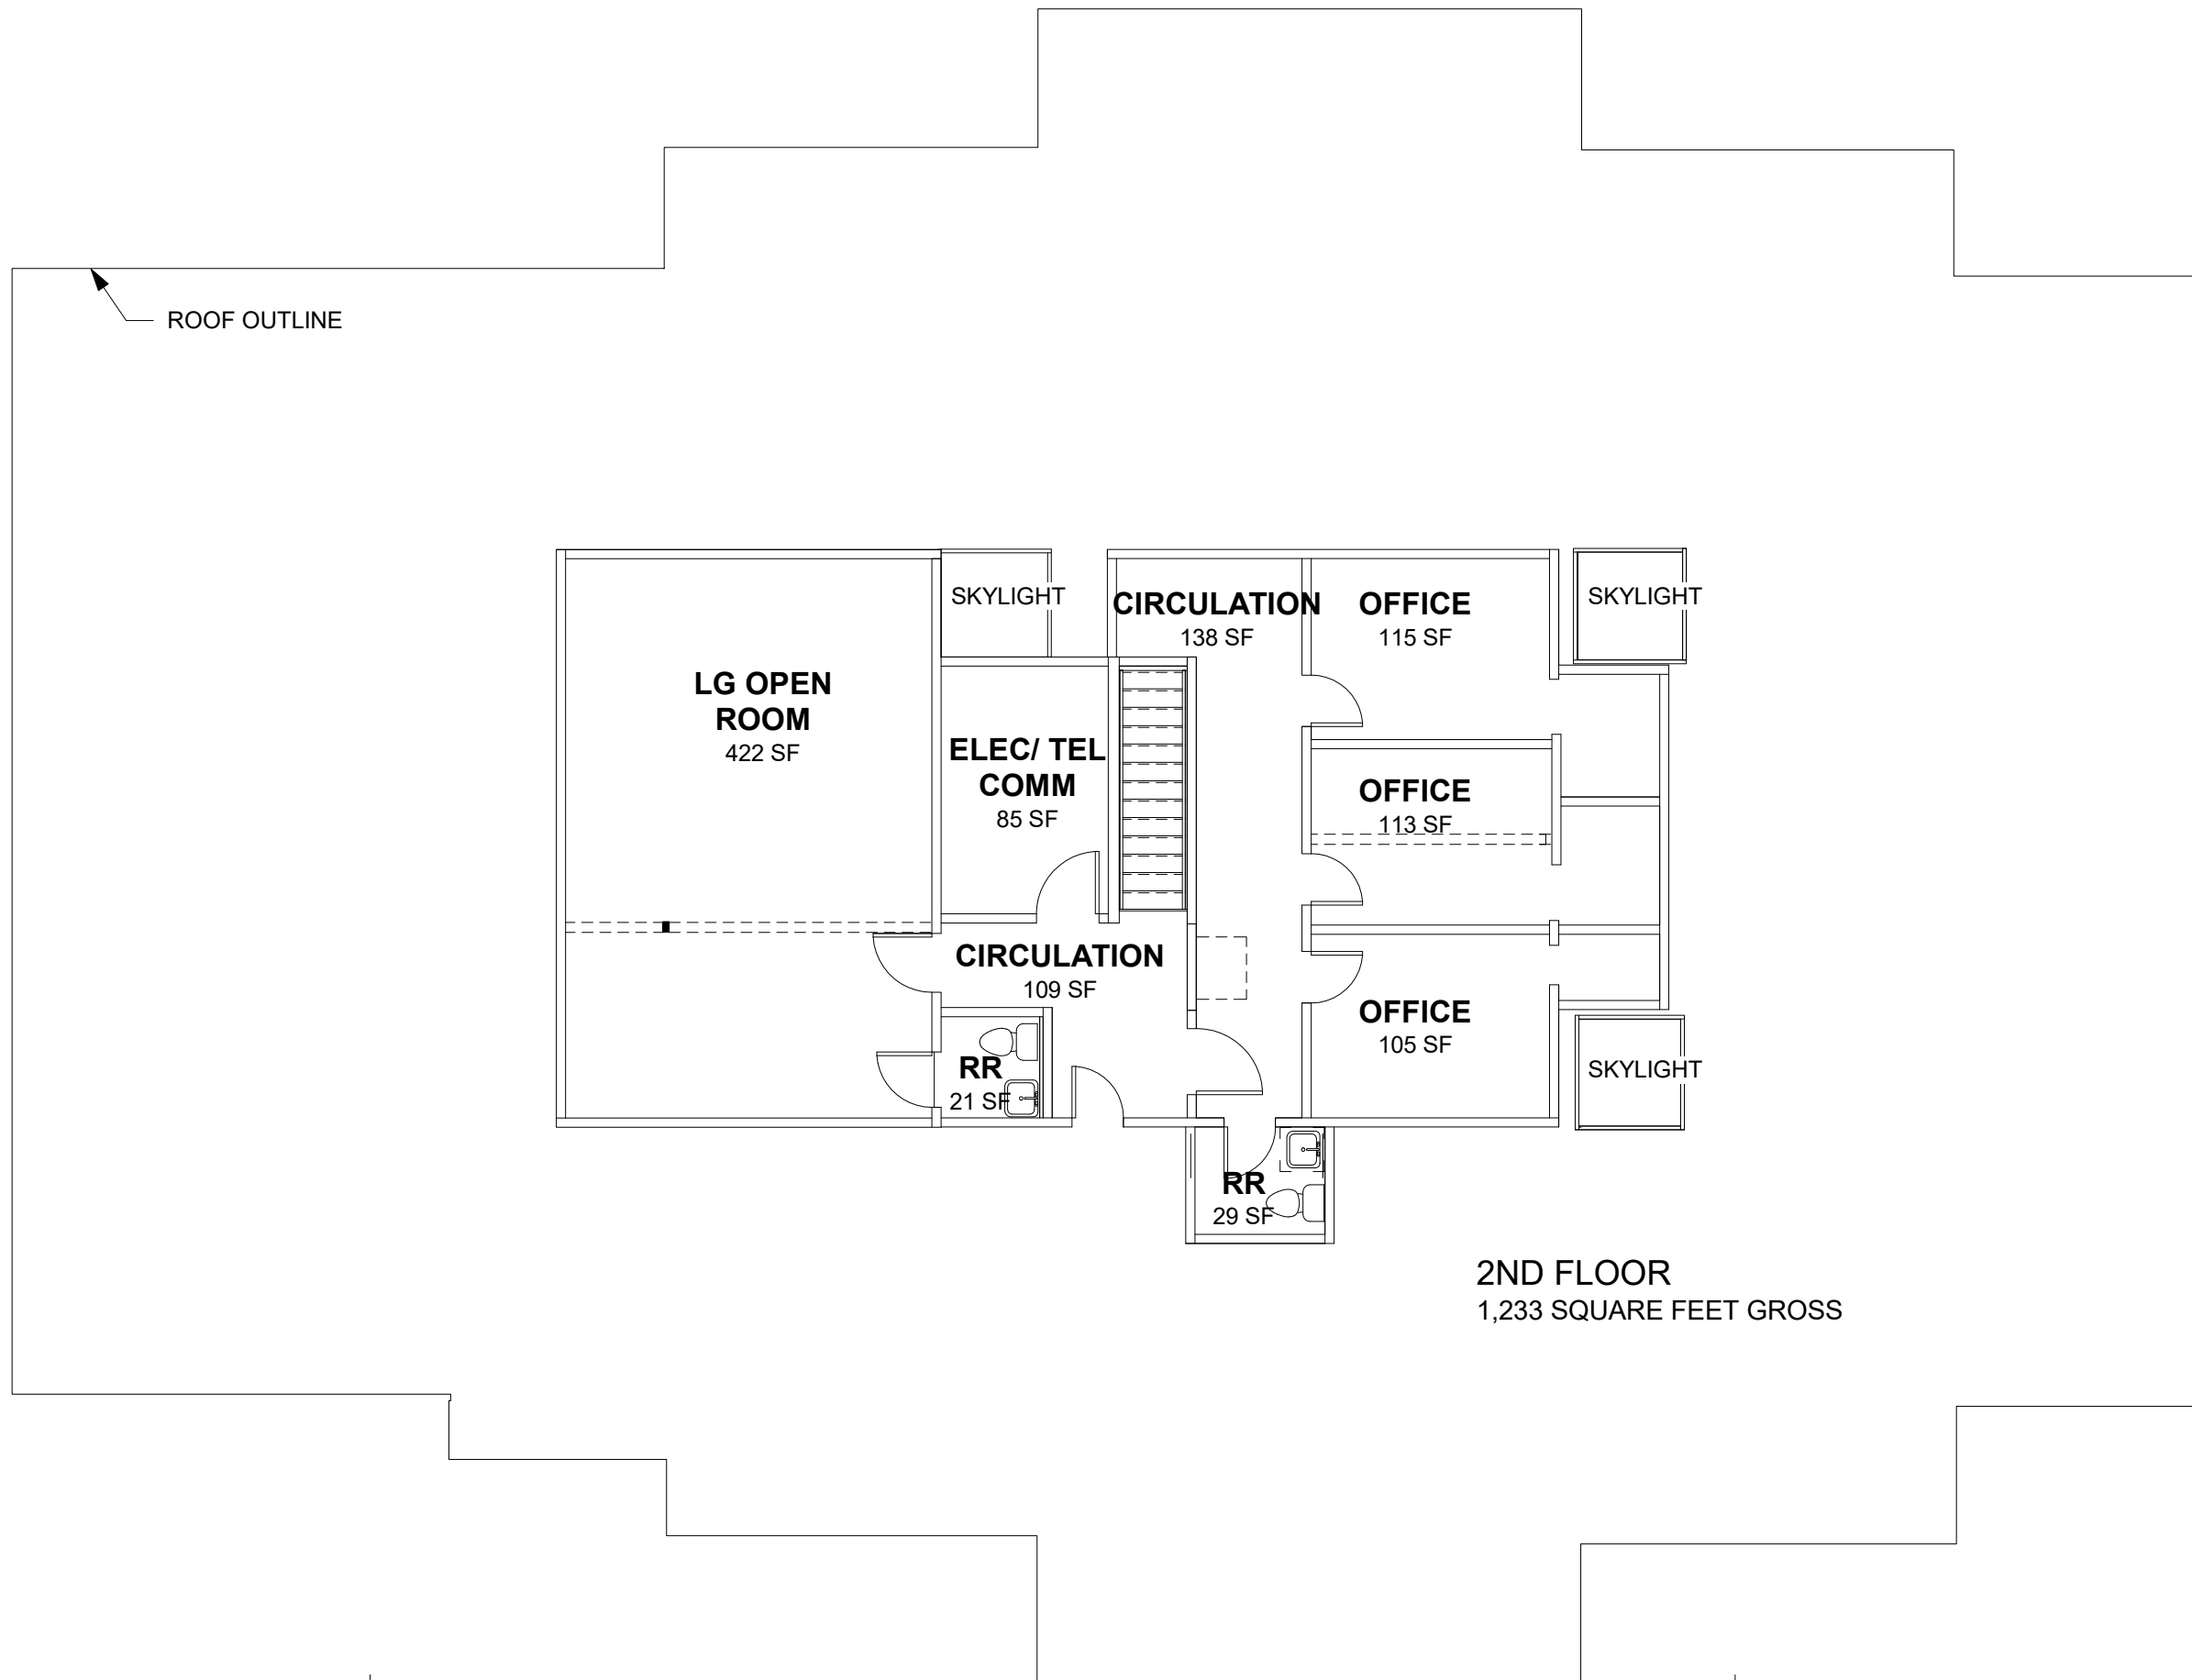 ROOF OUTLINE
SKYLIGHT
CIRCULATION
138 SF
OFFICE
115 SF
SKYLIGHT
LG OPEN
ROOM
422 SF
ELEC/ TEL
COMM
85 SF
OFFICE
113 SF
CIRCULATION
109 SF
OFFICE
105 SF
RR
21 SF
SKYLIGHT
RR
29 SF
2ND FLOOR
1,233 SQUARE FEET GROSS